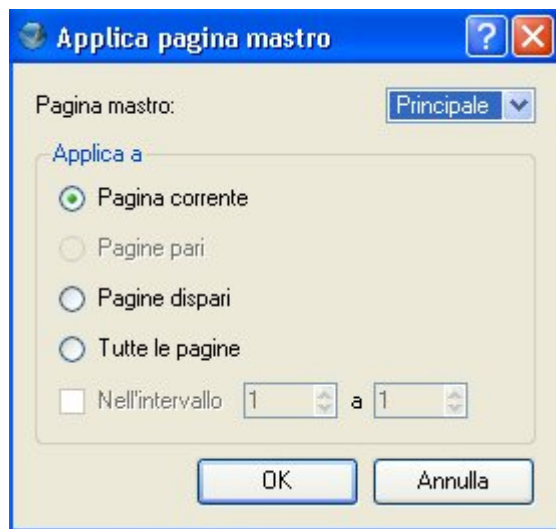 Applica pagina mastro
Pagina mastro: Principale
Applica a
Pagina corrente
Pagine pari
Pagine dispari
Tutte le pagine
Nell'intervallo 1 a 1
OK Annulla